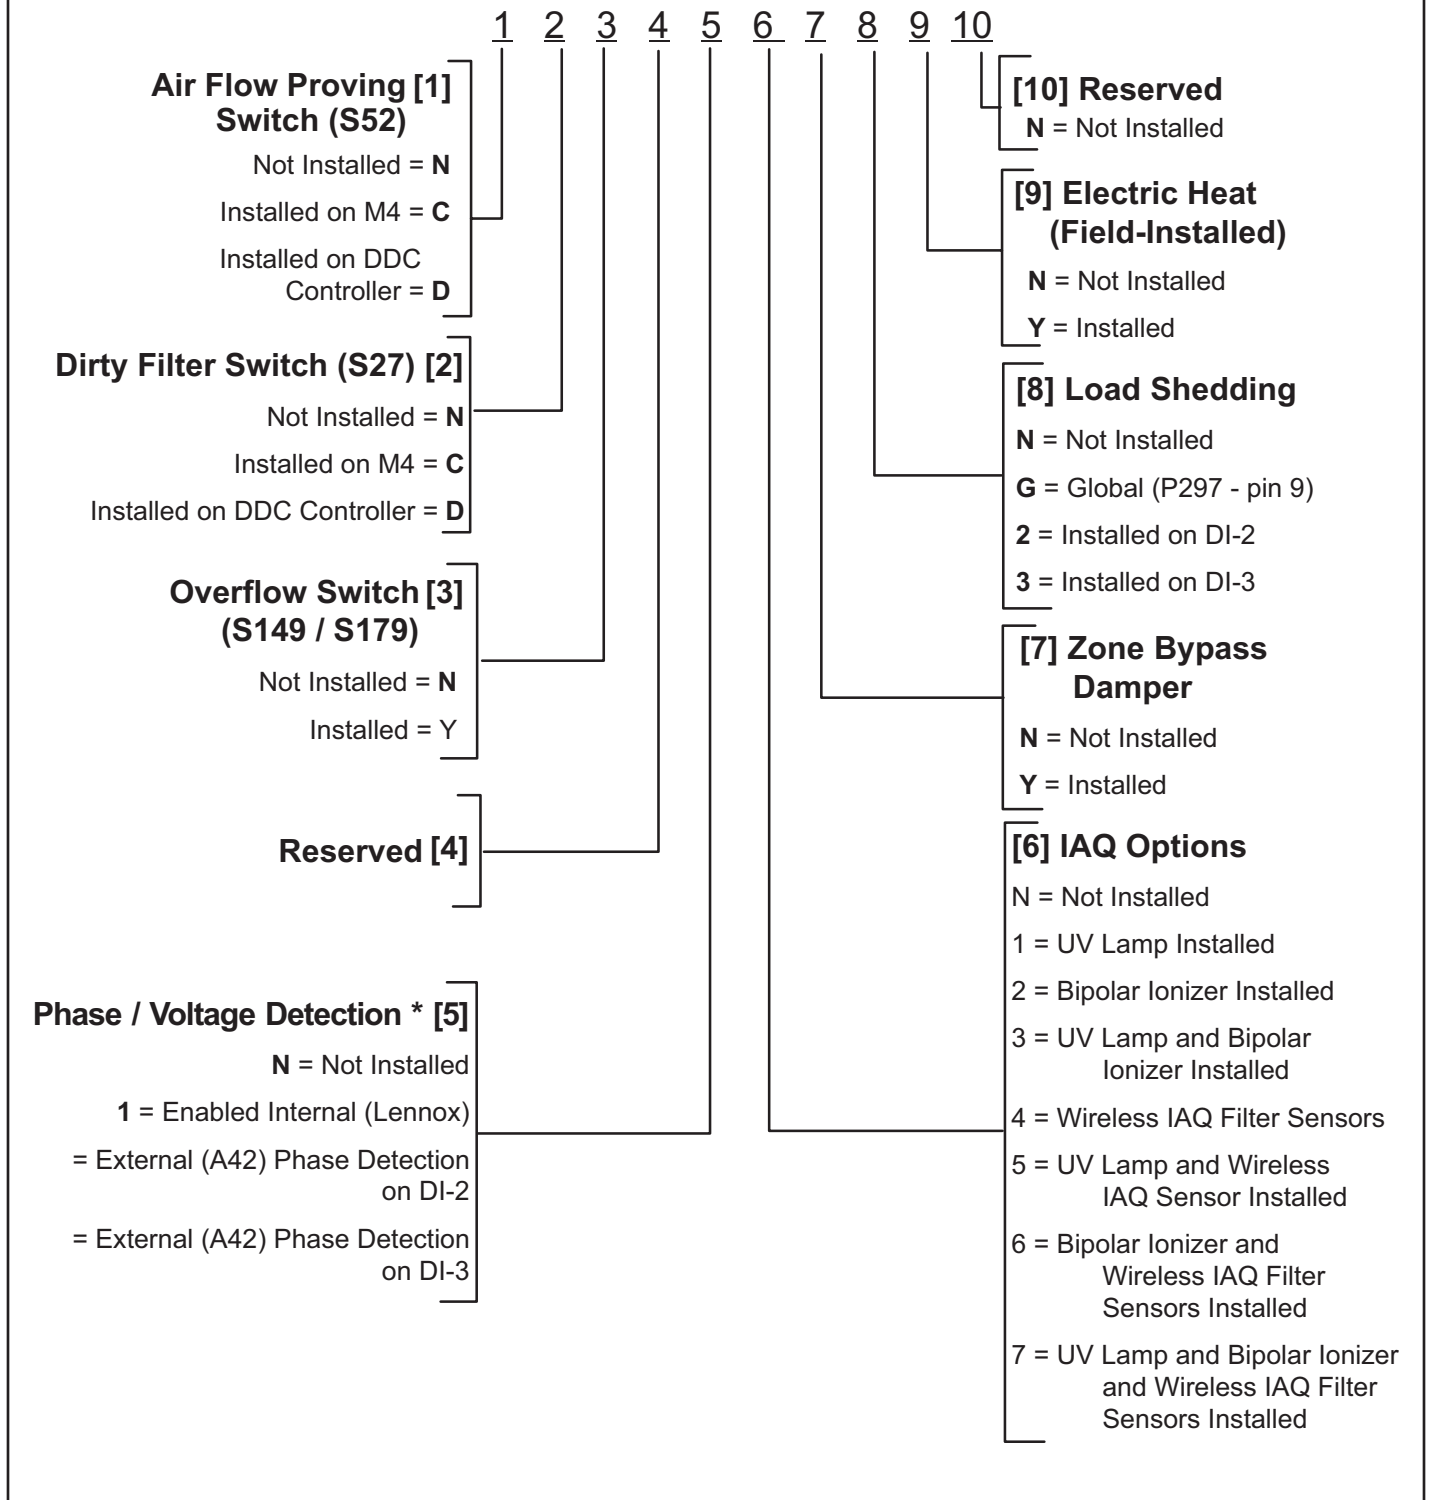 1 2 3 4 5 6 7 8 9 10
Air Flow Proving [1]
Switch (S52)
Not Installed = N
Installed on M4 = C
Installed on DDC
Controller = D
Dirty Filter Switch (S27) [2]
Not Installed = N
Installed on M4 = C
Installed on DDC Controller = D
Overflow Switch [3]
(S149 / S179)
Not Installed = N
Installed = Y
Reserved [4]
Phase / Voltage Detection * [5]
N = Not Installed
1 = Enabled Internal (Lennox)
= External (A42) Phase Detection
on DI-2
= External (A42) Phase Detection
on DI-3
[10] Reserved
N = Not Installed
[9] Electric Heat
(Field-Installed)
N = Not Installed
Y = Installed
[8] Load Shedding
N = Not Installed
G = Global (P297 - pin 9)
2 = Installed on DI-2
3 = Installed on DI-3
[7] Zone Bypass
Damper
N = Not Installed
Y = Installed
[6] IAQ Options
N = Not Installed
1 = UV Lamp Installed
2 = Bipolar Ionizer Installed
3 = UV Lamp and Bipolar
Ionizer Installed
4 = Wireless IAQ Filter Sensors
5 = UV Lamp and Wireless
IAQ Sensor Installed
6 = Bipolar Ionizer and
Wireless IAQ Filter
Sensors Installed
7 = UV Lamp and Bipolar Ionizer
and Wireless IAQ Filter
Sensors Installed